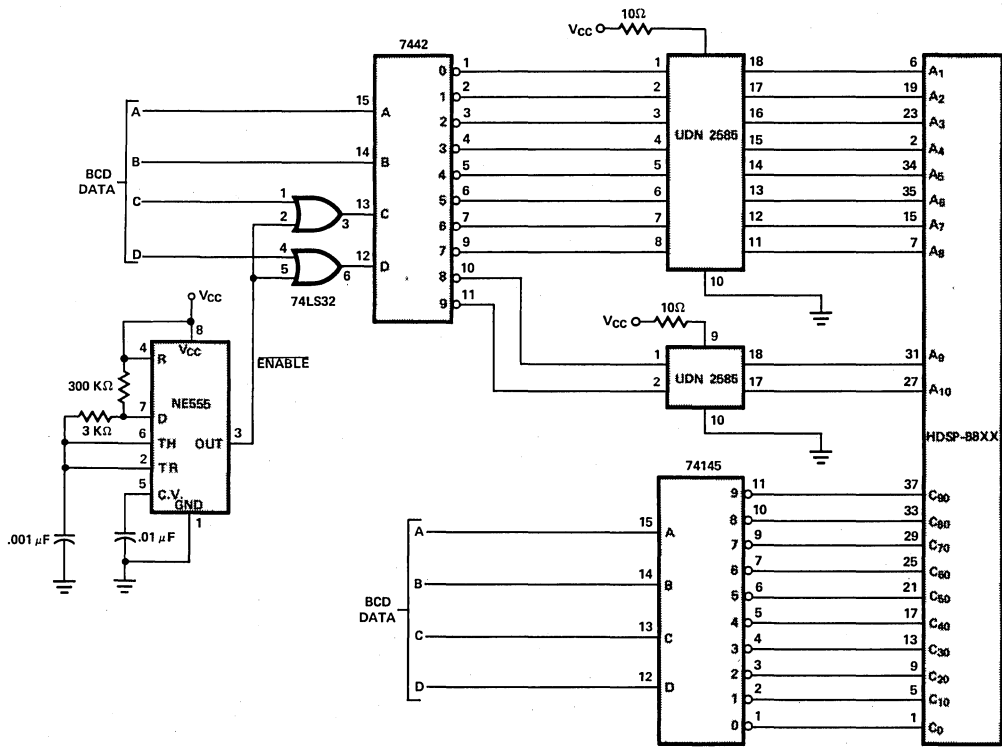 10Ω
VCC
7442
0 1 1 18 6 A1
1 2 2 17 19 A2
15 A 2 3 3 16 23 A3
A
UDN 2585
3 4 4 15 2 A4
B 14 B
4 5 5 14 34 A5
BCD
DATA
5 6 6 13 35 A6
C 1 13 C
2 3
6 7 7 12 15 A7
7 9 8 11 7 A8
D 4 12 D
5 6
8 10
10
74LS32
9 11
VCC
10Ω
VCC
8
9
VCC
ENABLE
4 R
1 18 31 A9
300 KΩ
UDN 2585
NE555
2 17 27 A10
7 D
3 KΩ
10
6 TH OUT 3
HDSP-88XX
2 TR
74145
5 C.V.
9 11 37 C90
GND
1
8 10 33 C80
.001 μF
.01 μF
A 15 A
7 9 29 C70
6 7 25 C60
B 14 B
5 6 21 C50
BCD
DATA
4 5 17 C40
C 13 C
3 4 13 C30
2 3 9 C20
D 12 D
1 2 5 C10
0 1 1 C0